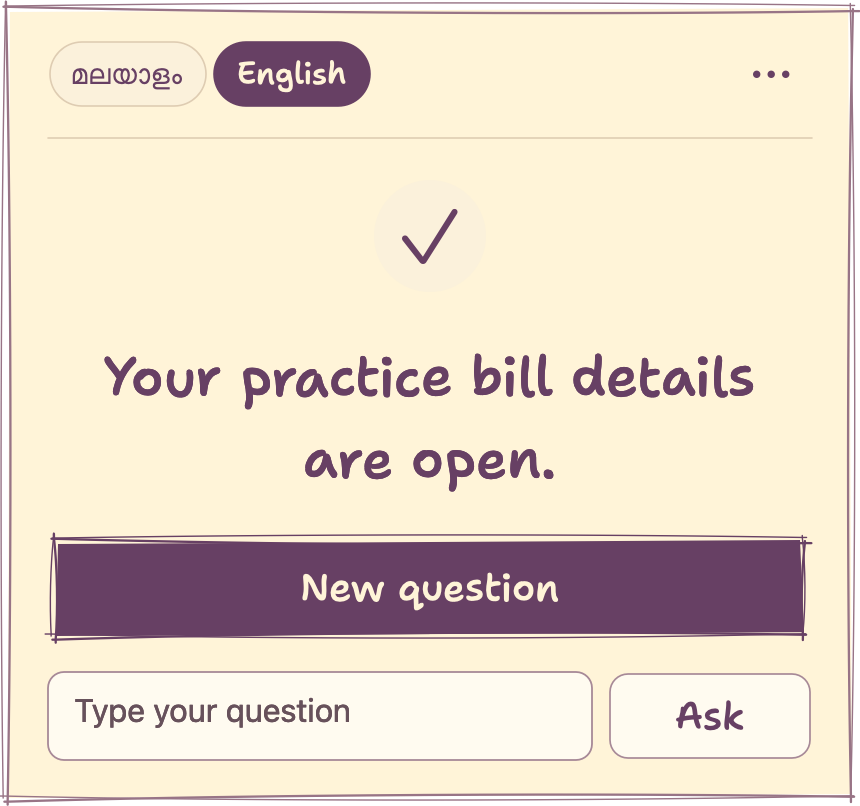 മലയാളം English
Your practice bill details
are open.
New question
Type your question Ask